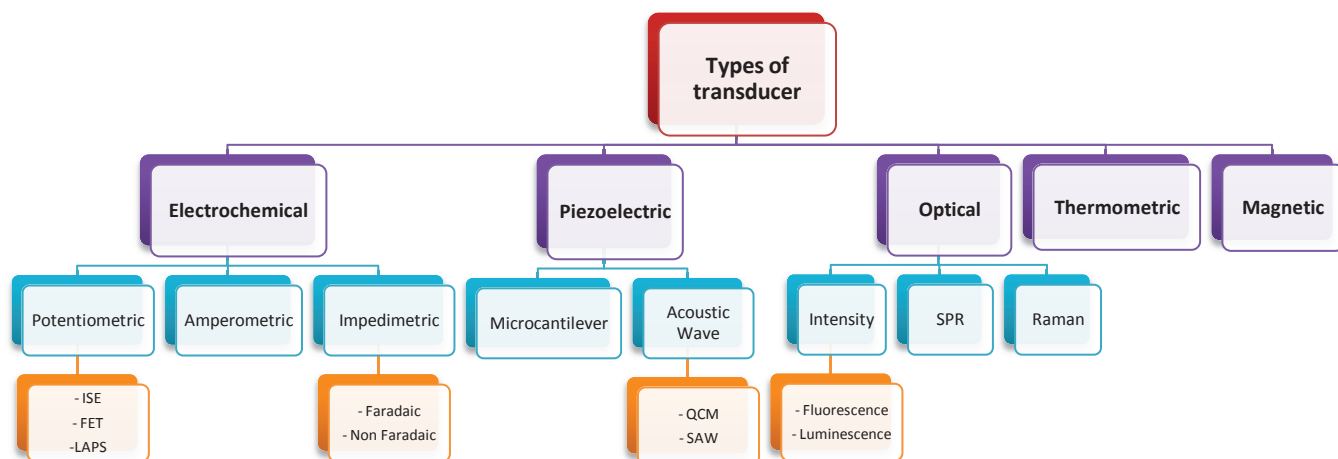 Types of
transducer
Electrochemical
Piezoelectric
Optical
Thermometric
Magnetic
Potentiometric
Amperometric
Impedimetric
Microcantilever
Acoustic
Wave
Intensity
SPR
Raman
- ISE
- FET
-LAPS
- Faradaic
- Non Faradaic
- QCM
- SAW
- Fluorescence
- Luminescence